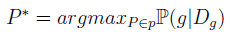 P* = argmax_{P∈p} ℙ(g|D_g)